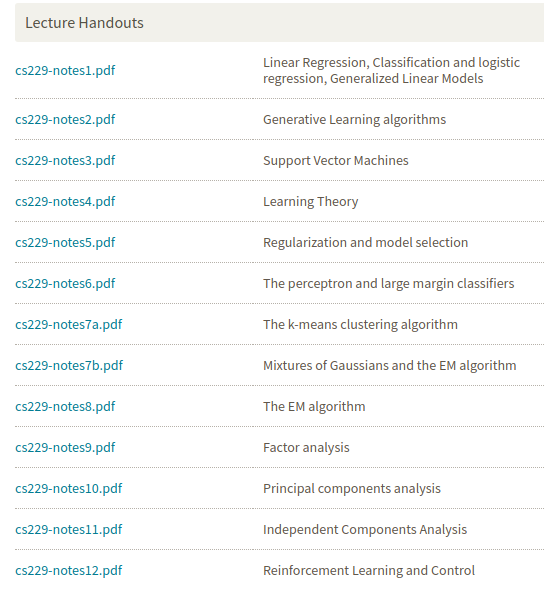 Lecture Handouts
cs229-notes1.pdf
Linear Regression, Classification and logistic
regression, Generalized Linear Models
cs229-notes2.pdf
Generative Learning algorithms
cs229-notes3.pdf
Support Vector Machines
cs229-notes4.pdf
Learning Theory
cs229-notes5.pdf
Regularization and model selection
cs229-notes6.pdf
The perceptron and large margin classifiers
cs229-notes7a.pdf
The k-means clustering algorithm
cs229-notes7b.pdf
Mixtures of Gaussians and the EM algorithm
cs229-notes8.pdf
The EM algorithm
cs229-notes9.pdf
Factor analysis
cs229-notes10.pdf
Principal components analysis
cs229-notes11.pdf
Independent Components Analysis
cs229-notes12.pdf
Reinforcement Learning and Control